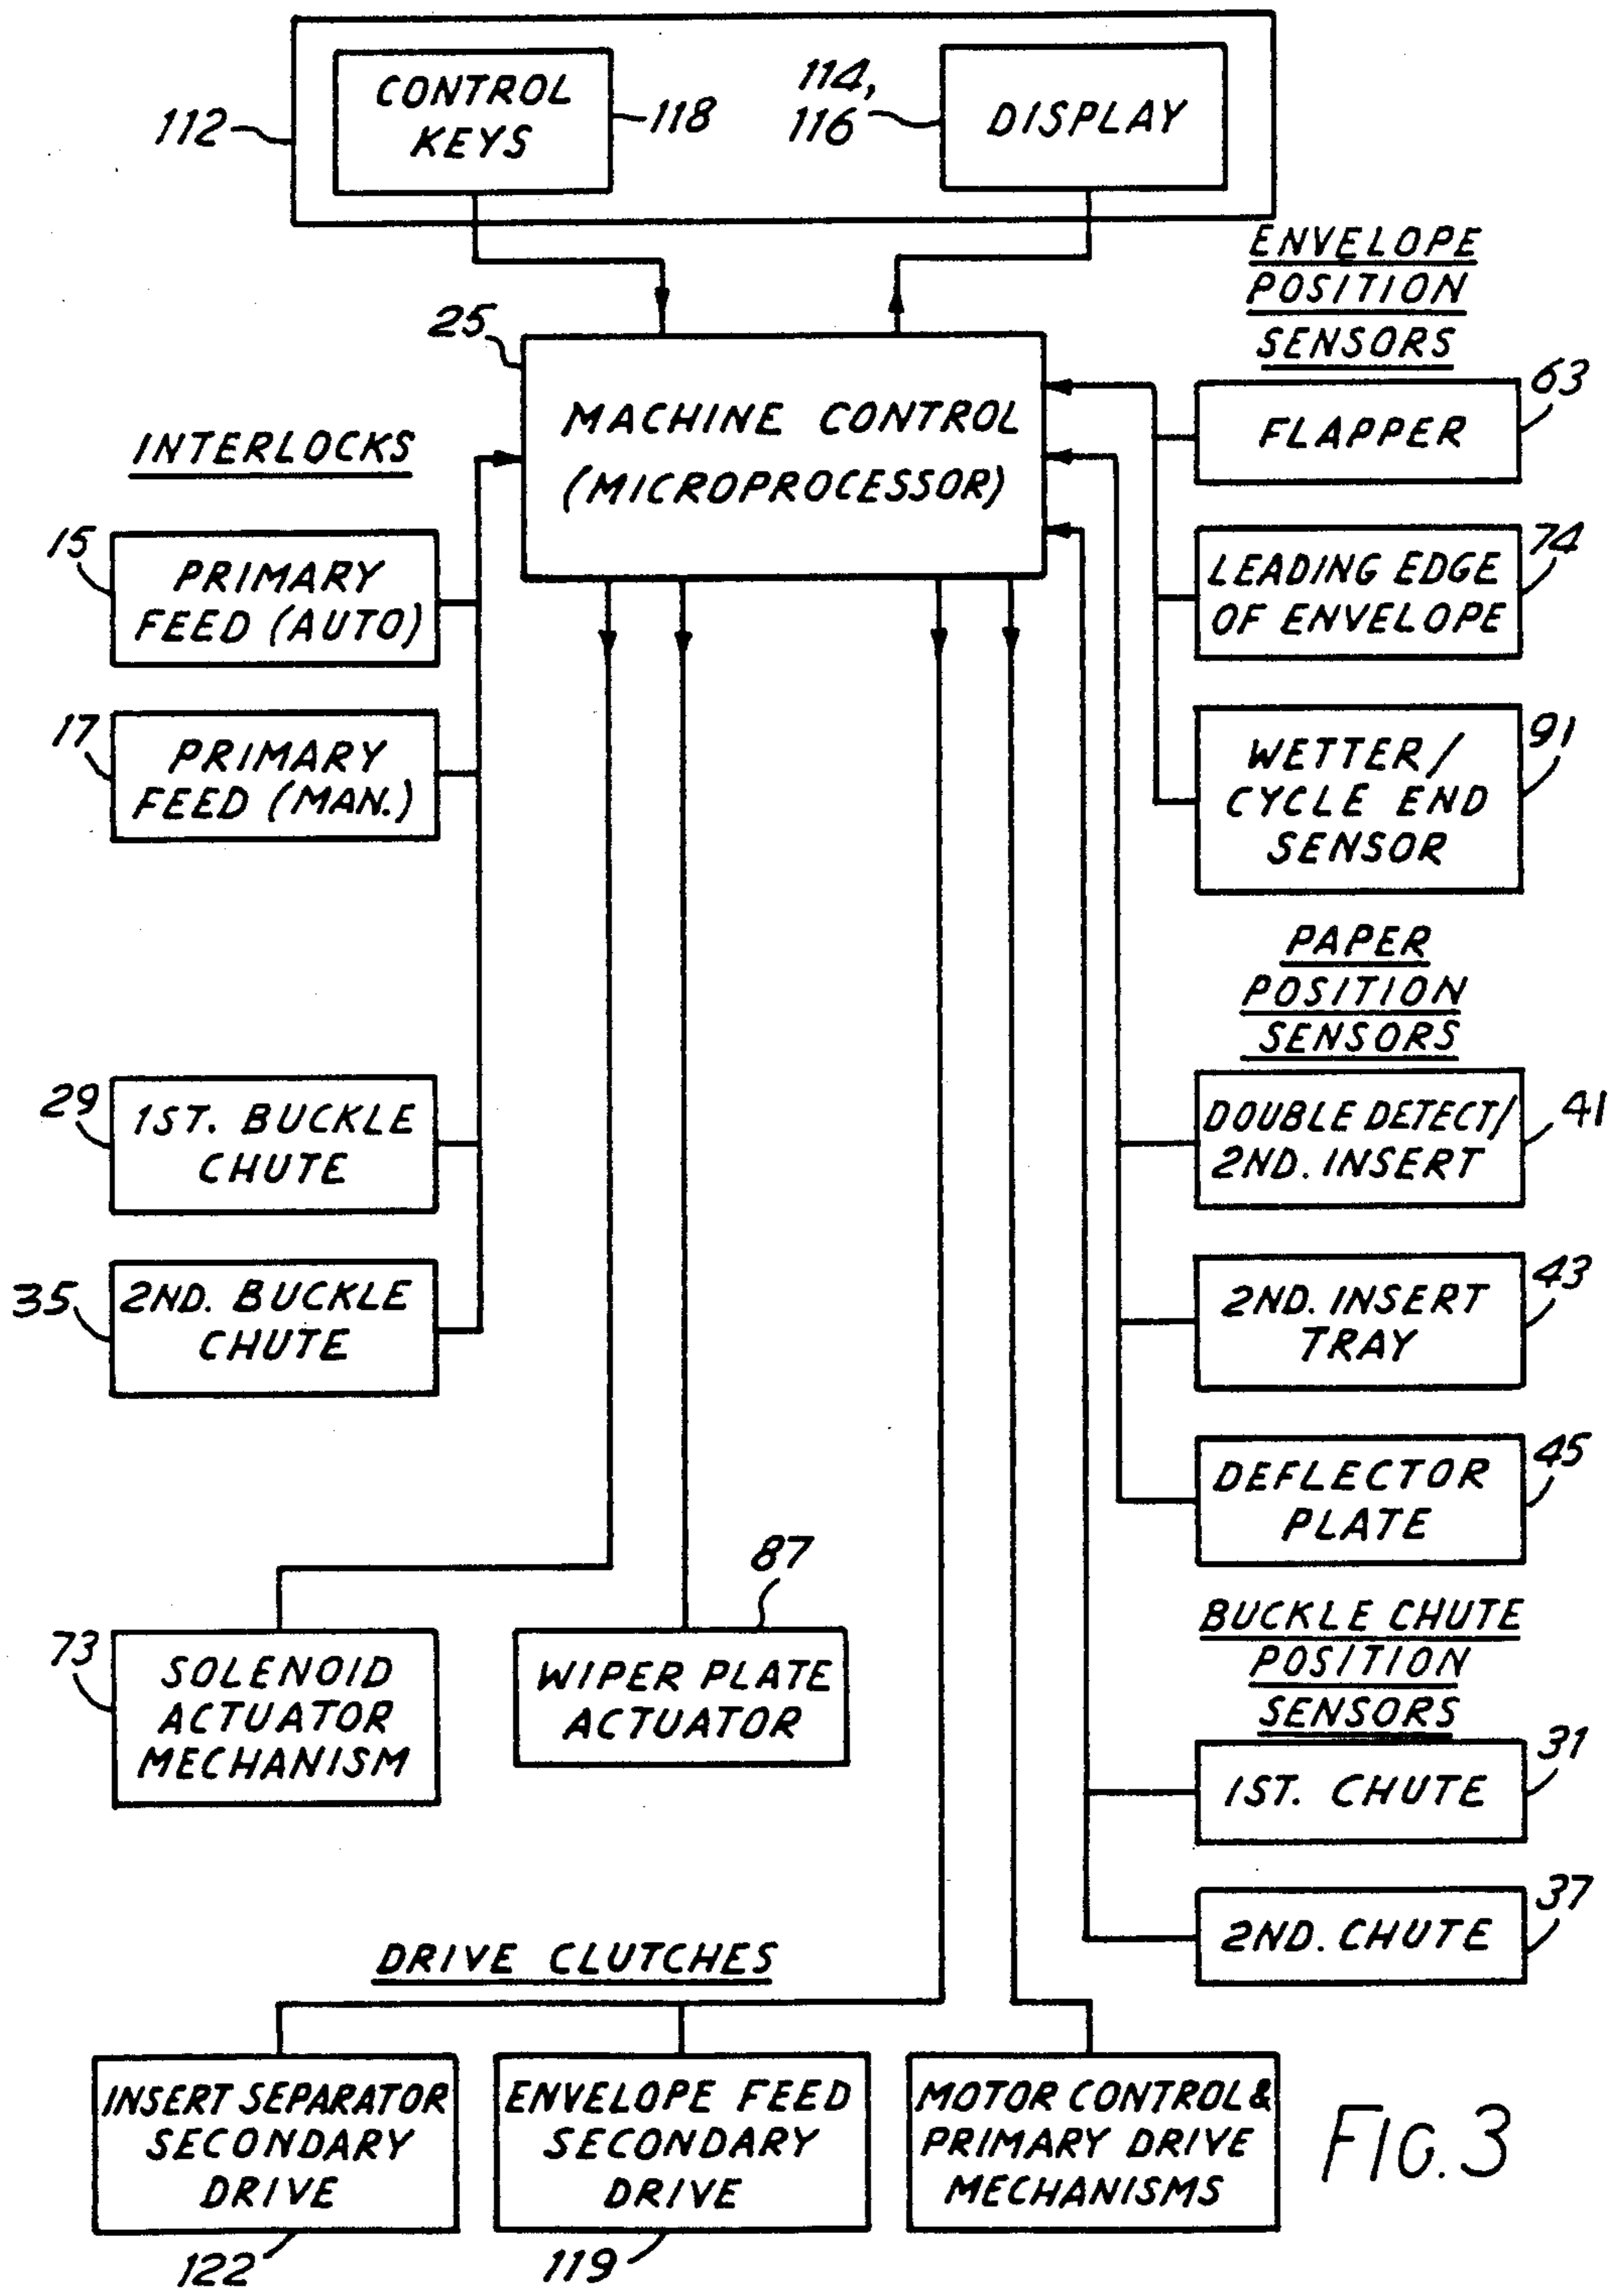 CONTROL
KEYS
118
114,
116
DISPLAY
112
25
MACHINE CONTROL
(MICROPROCESSOR)
INTERLOCKS
15
PRIMARY
FEED (AUTO)
17
PRIMARY
FEED (MAN.)
29
1ST. BUCKLE
CHUTE
35
2ND. BUCKLE
CHUTE
ENVELOPE
POSITION
SENSORS
63
FLAPPER
74
LEADING EDGE
OF ENVELOPE
91
WETTER/
CYCLE END
SENSOR
PAPER
POSITION
SENSORS
41
DOUBLE DETECT/
2ND. INSERT
43
2ND. INSERT
TRAY
45
DEFLECTOR
PLATE
BUCKLE CHUTE
POSITION
SENSORS
31
1ST. CHUTE
37
2ND. CHUTE
73
SOLENOID
ACTUATOR
MECHANISM
87
WIPER PLATE
ACTUATOR
DRIVE CLUTCHES
INSERT SEPARATOR
SECONDARY
DRIVE
122
ENVELOPE FEED
SECONDARY
DRIVE
119
MOTOR CONTROL &
PRIMARY DRIVE
MECHANISMS
FIG. 3